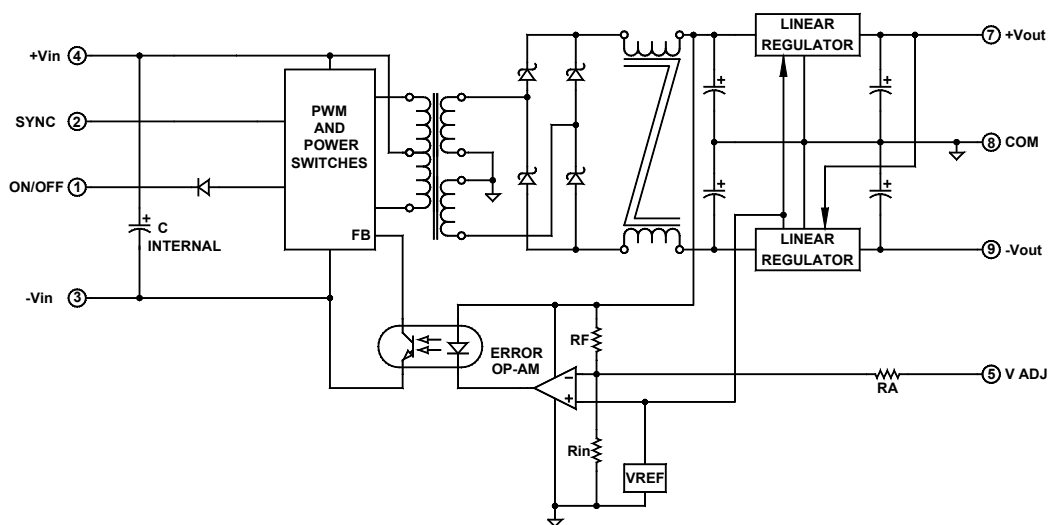 +Vin 4
SYNC 2
ON/OFF 1
+
C
INTERNAL
-Vin 3
PWM
AND
POWER
SWITCHES
FB
LINEAR
REGULATOR
7 +Vout
+
+
8 COM
+
+
LINEAR
REGULATOR
9 -Vout
ERROR
OP-AM
RF
−
+
RA
5 V ADJ
Rin
VREF